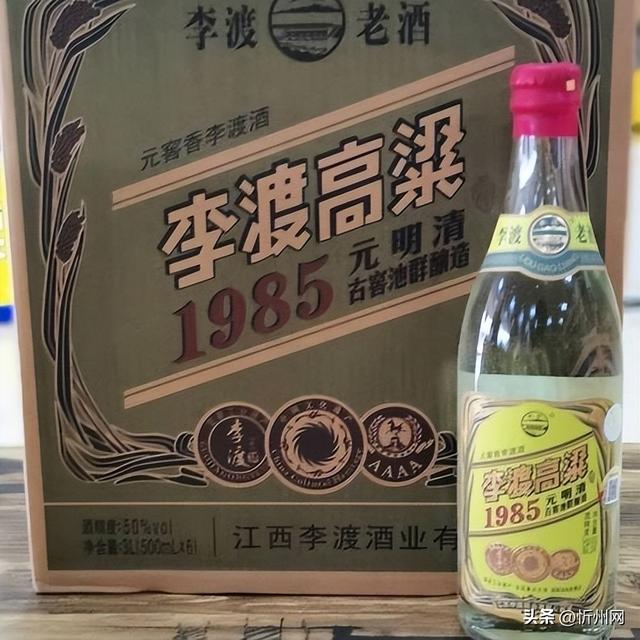 李渡 老酒
元窖香李渡酒
李渡高粱
1985
元明清
古窖池群酿造
李渡
AAAA
酒精度:50%vol
净含量:3L(500mLx6)
江西李渡酒业有
李渡 老
元窖香李渡酒
李渡高粱
1985
元明清
古窖池群酿造
头条 @忻州网